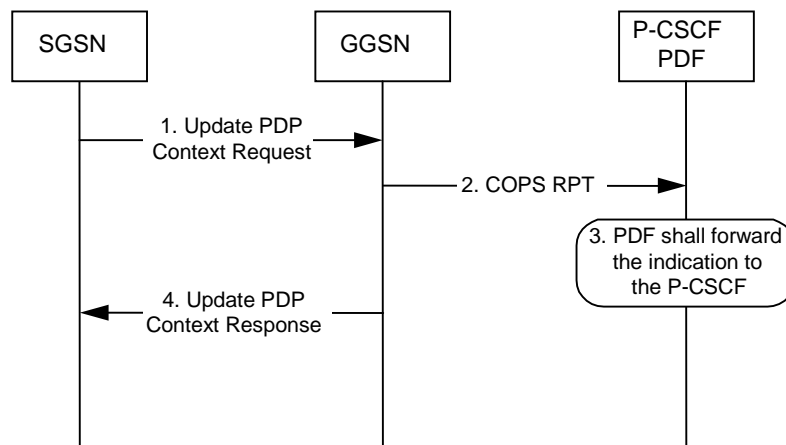 SGSN
GGSN
P-CSCF
PDF
1. Update PDP
Context Request
2. COPS RPT
3. PDF shall forward
the indication to
the P-CSCF
4. Update PDP
Context Response